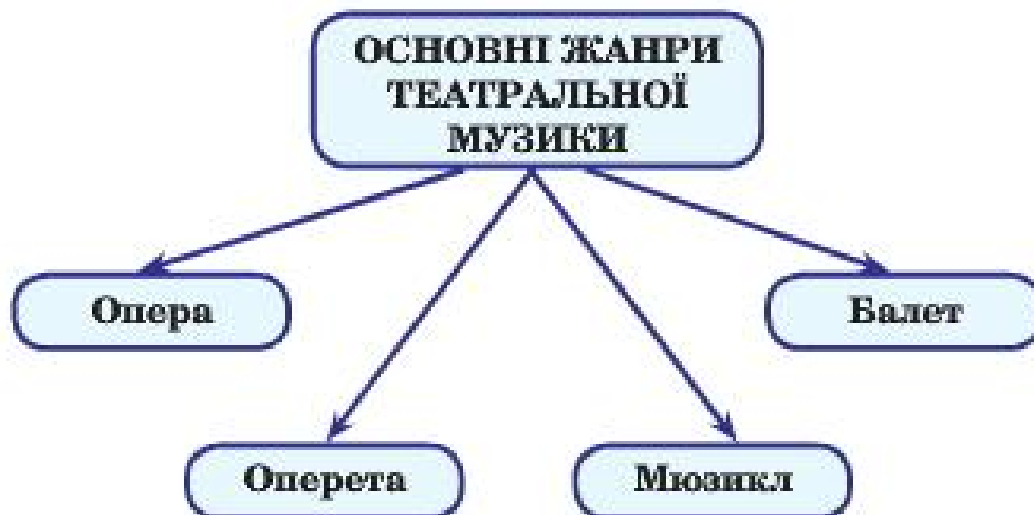 ОСНОВНІ ЖАНРИ
ТЕАТРАЛЬНОЇ
МУЗИКИ
Опера
Балет
Оперета
Мюзикл